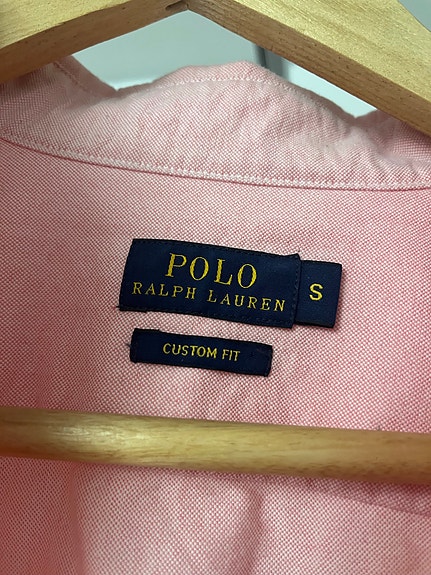 POLO
RALPH LAUREN
S
CUSTOM FIT